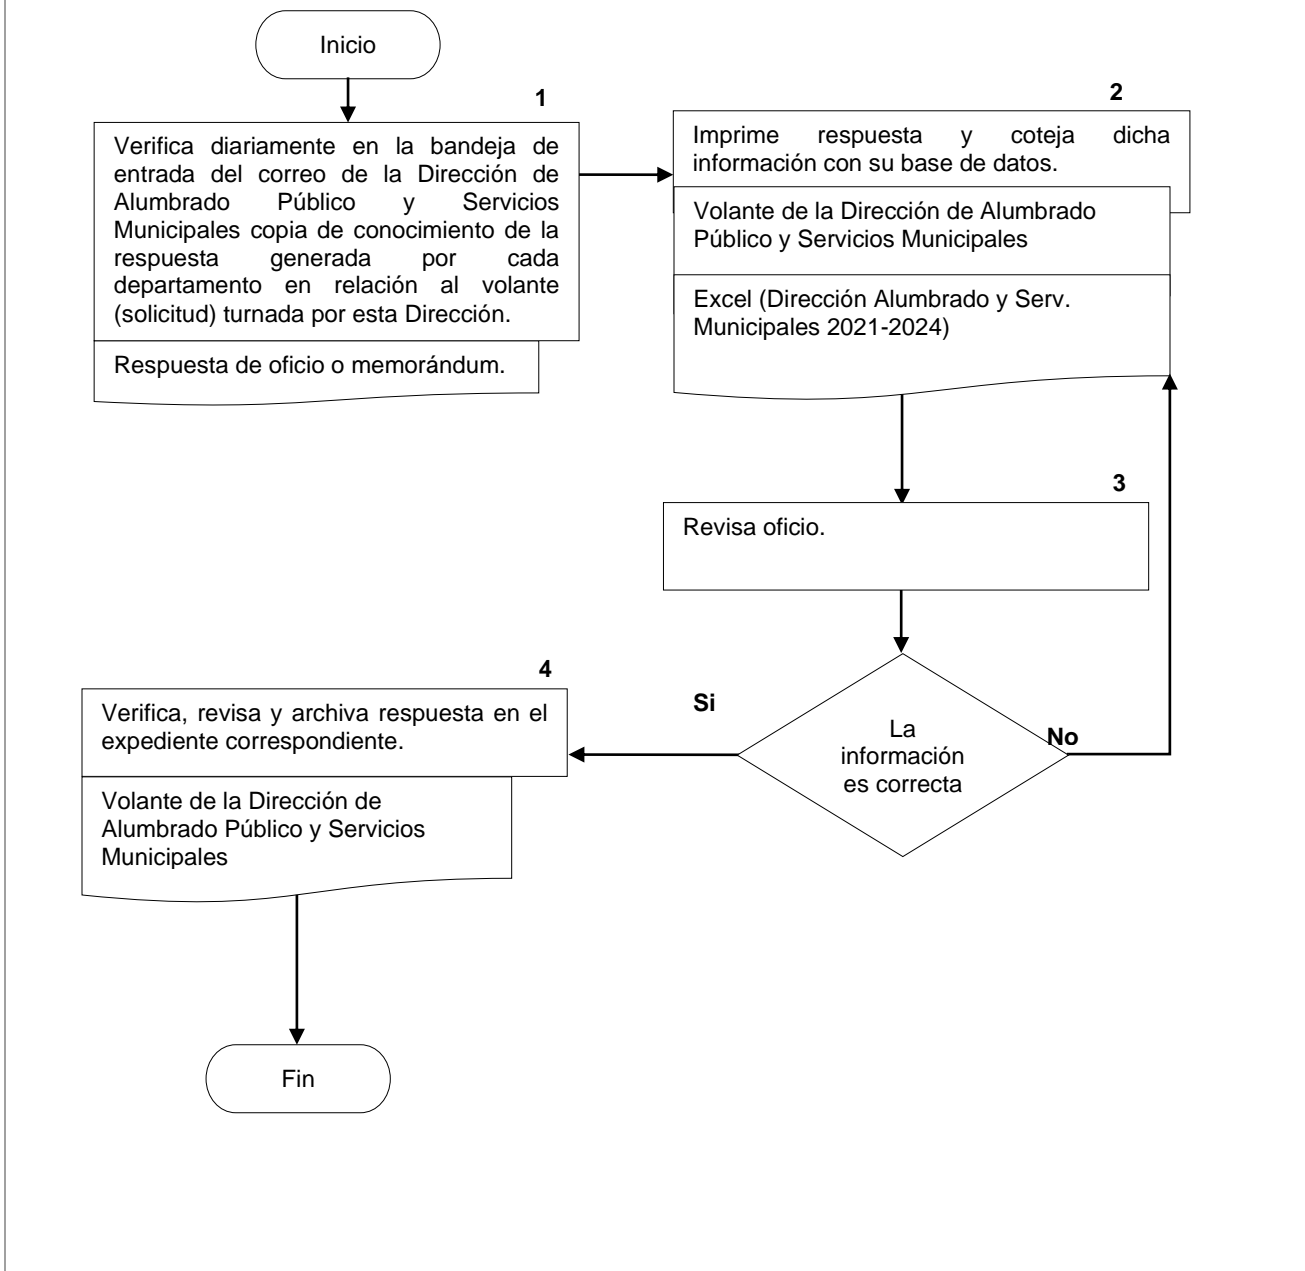 Inicio
1
Verifica diariamente en la bandeja de
entrada del correo de la Dirección de
Alumbrado Público y Servicios
Municipales copia de conocimiento de la
respuesta generada por cada
departamento en relación al volante
(solicitud) turnada por esta Dirección.
Respuesta de oficio o memorándum.
2
Imprime respuesta y coteja dicha
información con su base de datos.
Volante de la Dirección de Alumbrado
Público y Servicios Municipales
Excel (Dirección Alumbrado y Serv.
Municipales 2021-2024)
3
Revisa oficio.
La
información
es correcta
No
Si
4
Verifica, revisa y archiva respuesta en el
expediente correspondiente.
Volante de la Dirección de
Alumbrado Público y Servicios
Municipales
Fin